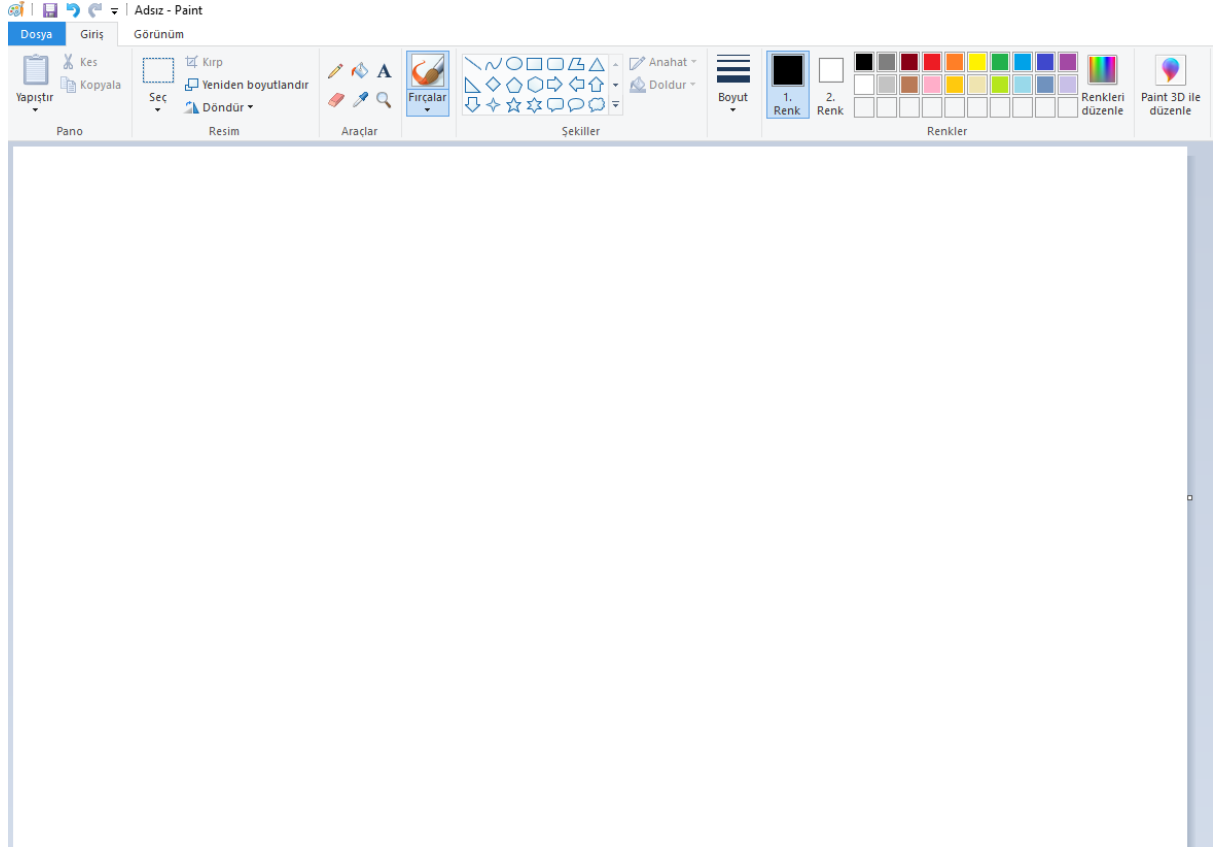 Adsız - Paint
Dosya Giriş Görünüm
Yapıştır
Kes
Kopyala
Pano
Seç
Kırp
Yeniden boyutlandır
Döndür
Resim
A
Araçlar
Fırçalar
Anahat
Doldur
Şekiller
Boyut
1.
Renk
2.
Renk
Renkleri
düzenle
Renkler
Paint 3D ile
düzenle